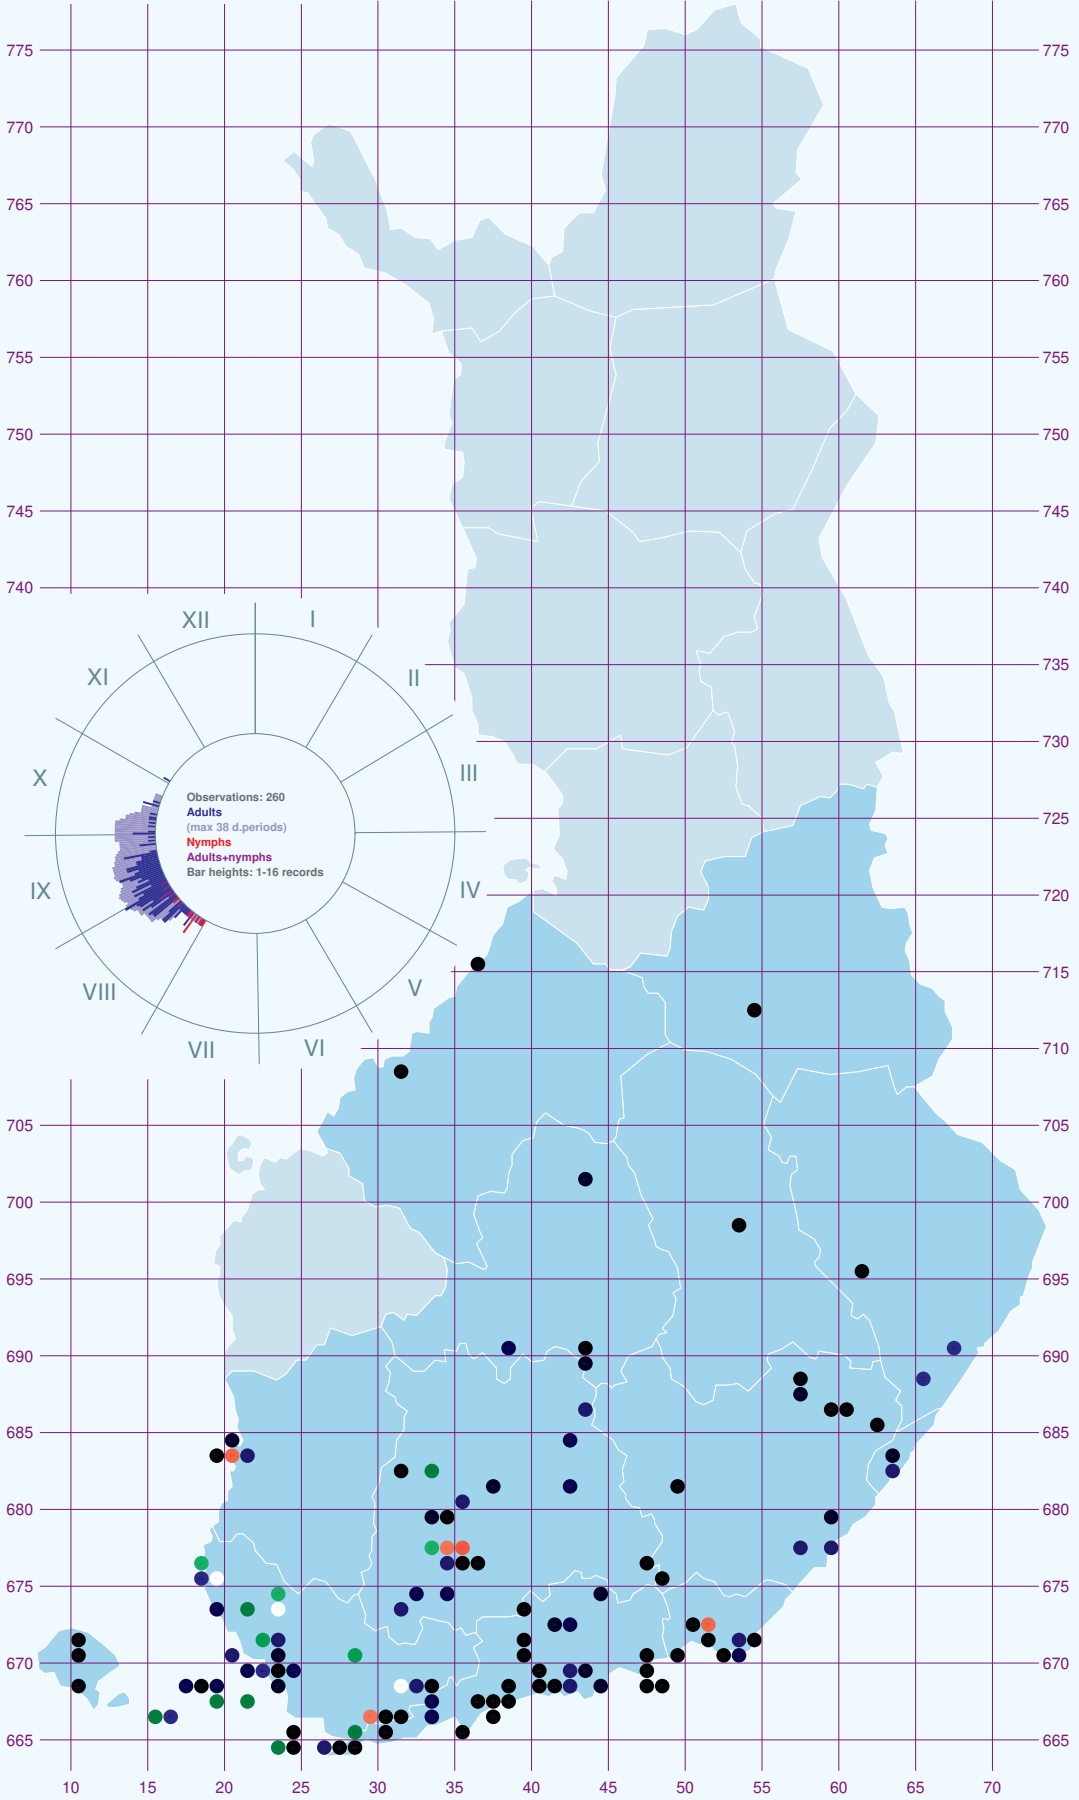 775 775
770 770
765 765
760 760
755 755
750 750
745 745
740 740
735
730
725
720
715
710
705 705
700 700
695 695
690 690
685 685
680 680
675 675
670 670
665 665
10 15 20 25 30 35 40 45 50 55 60 65 70
XII I
XI II
X III
IX IV
VIII V
VII VI
Observations: 260
Adults
(max 38 d.periods)
Nymphs
Adults+nymphs
Bar heights: 1-16 records